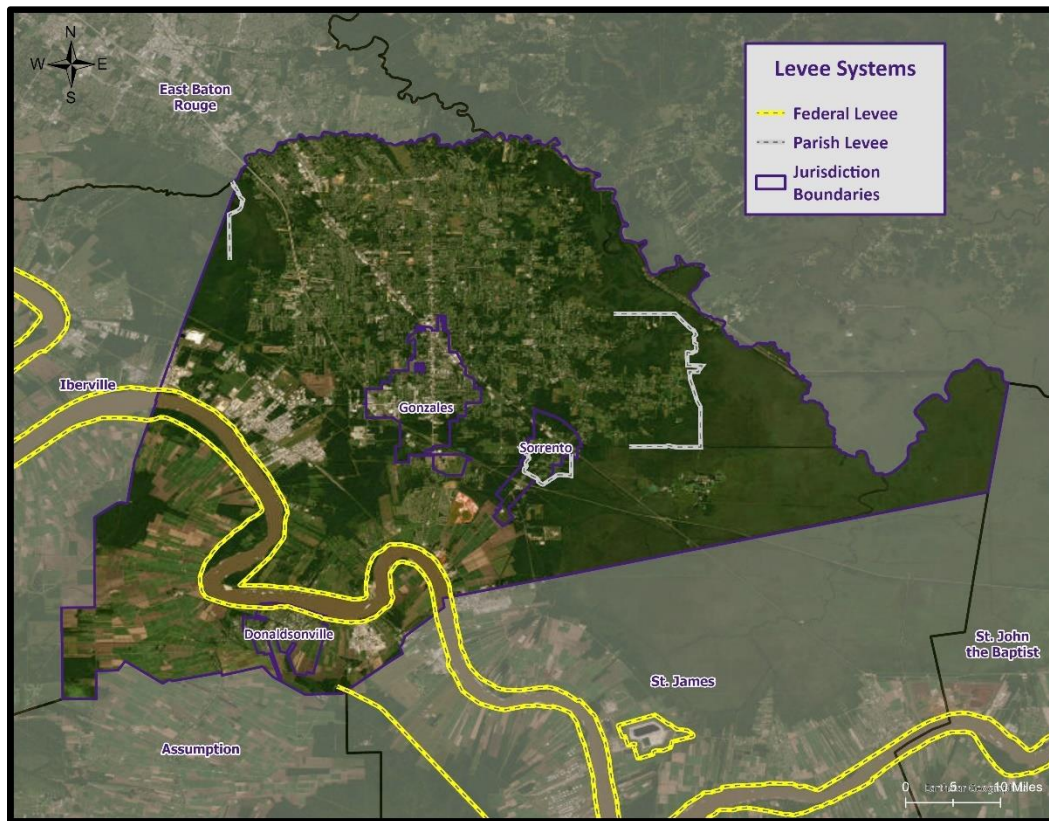 N
W E
S
East Baton
Rouge
Levee Systems
Federal Levee
Parish Levee
Jurisdiction
Boundaries
Iberville
Gonzales
Sorrento
Donaldsonville
St. James
St. John
the Baptist
Assumption
0 5 10 Miles